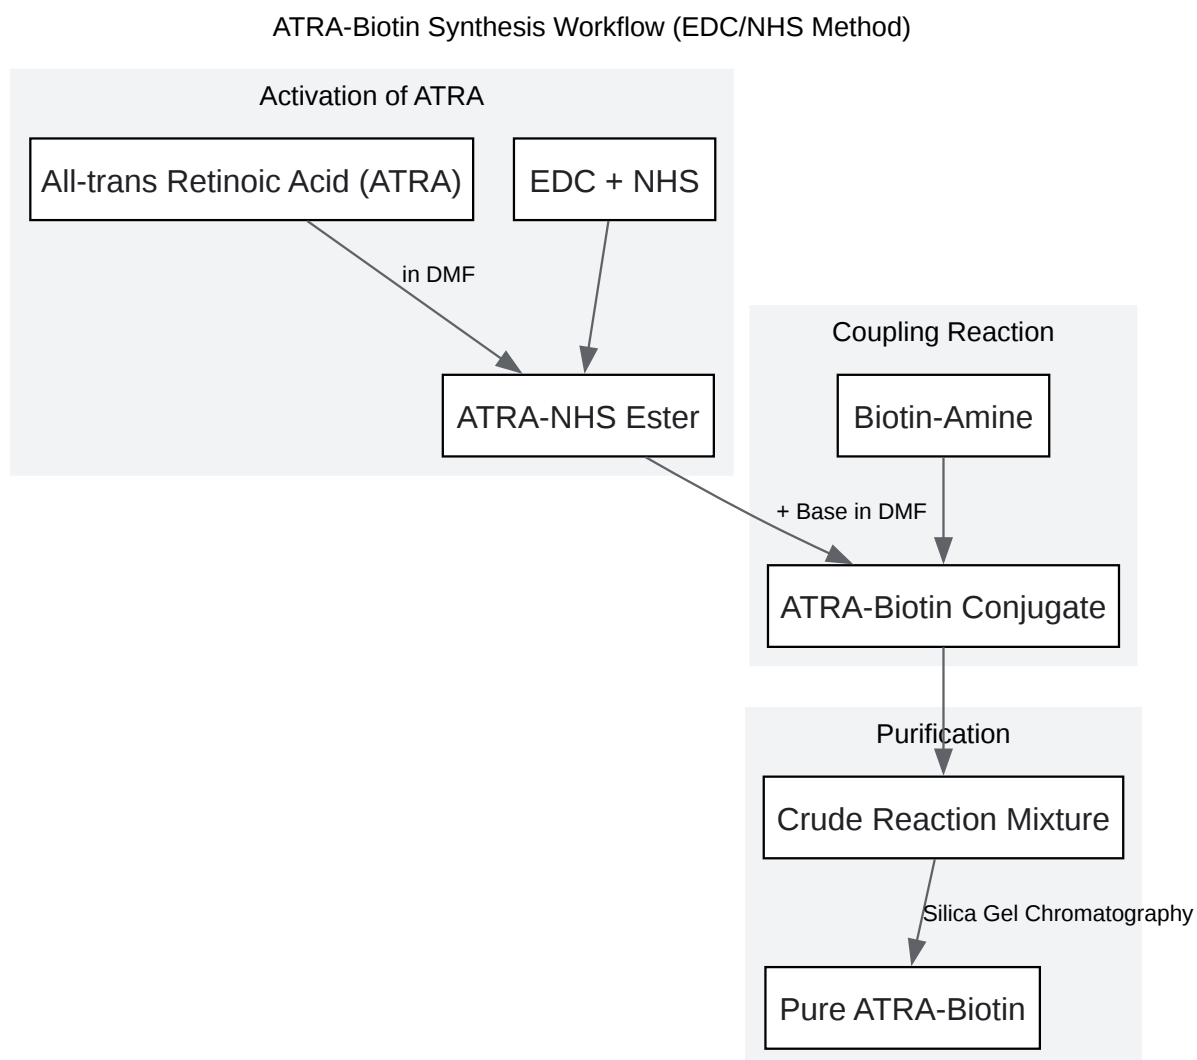 ATRA-Biotin Synthesis Workflow (EDC/NHS Method)
Activation of ATRA
All-trans Retinoic Acid (ATRA)
EDC + NHS
in DMF
ATRA-NHS Ester
Coupling Reaction
Biotin-Amine
+ Base in DMF
ATRA-Biotin Conjugate
Purification
Crude Reaction Mixture
Silica Gel Chromatography
Pure ATRA-Biotin